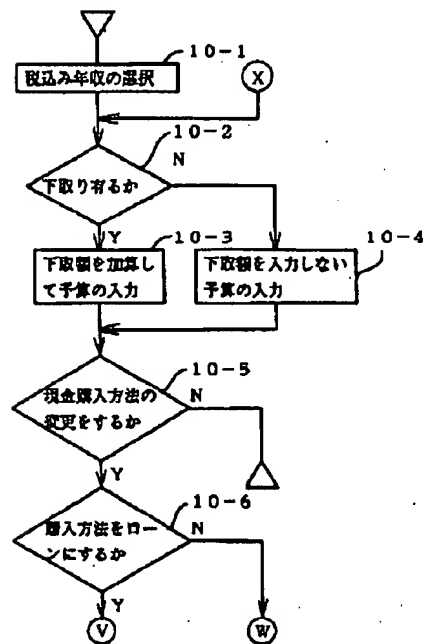 10-1
税込み年収の選択
X
10-2
N
下取り有るか
Y
10-3
10-4
下取額を加算し
て予算の入力
下取額を入力しない
予算の入力
10-5
現金購入方法の
変更をするか
N
Y
10-6
購入方法をロー
ンにするか
N
Y
V
W